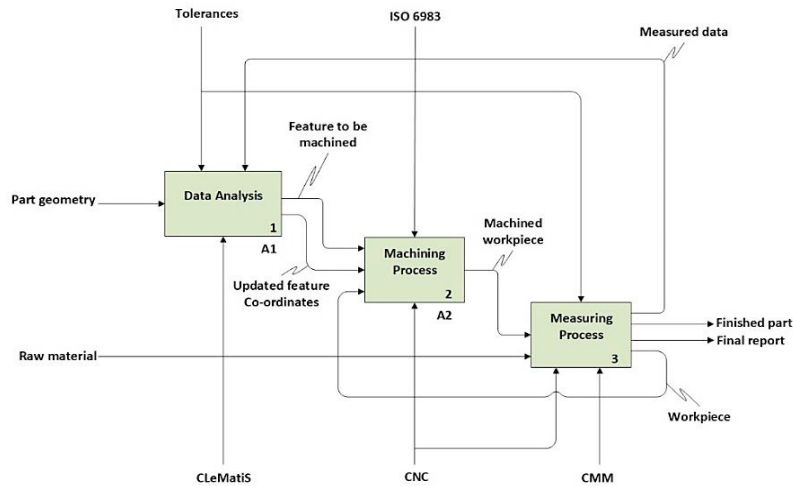 Tolerances
ISO 6983
Measured data
Feature to be
machined
Part geometry
Data Analysis
1
A1
Machined
workpiece
Machining
Process
2
A2
Updated feature
Co-ordinates
Measuring
Process
3
Finished part
Final report
Raw material
Workpiece
CLeMatiS
CNC
CMM